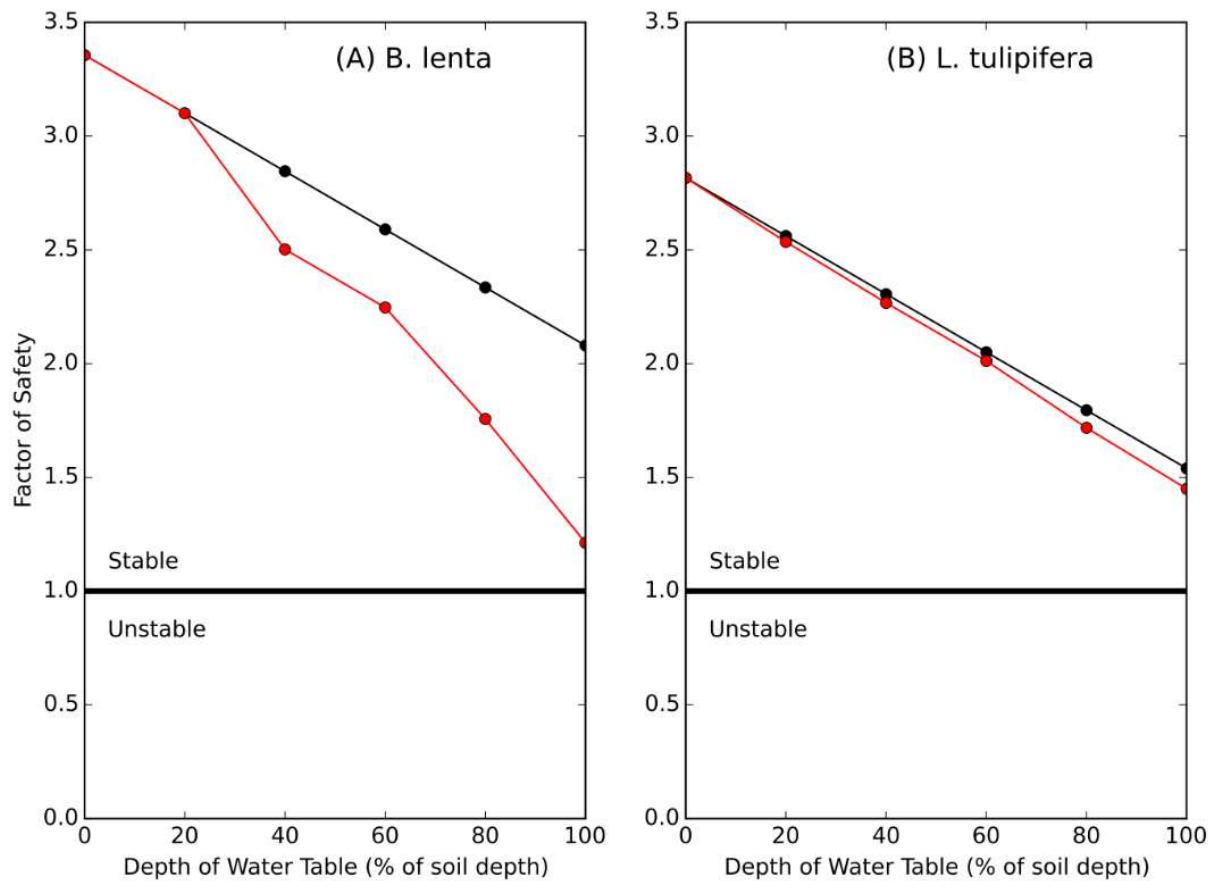 (A) B. lenta
3.5
3.0
2.5
2.0
1.5
1.0
0.5
0.0
Factor of Safety
Stable
Unstable
0 20 40 60 80 100
Depth of Water Table (% of soil depth)
(B) L. tulipifera
3.5
3.0
2.5
2.0
1.5
1.0
0.5
0.0
Stable
Unstable
0 20 40 60 80 100
Depth of Water Table (% of soil depth)